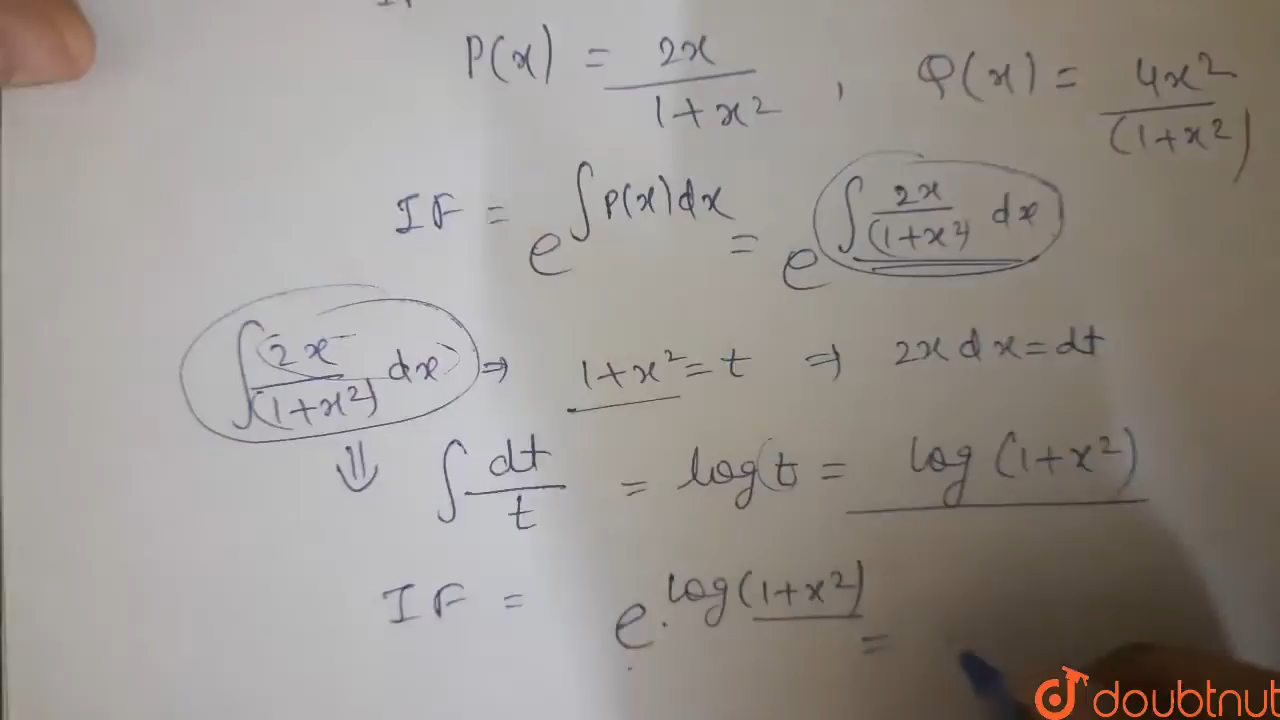 P(x) = 2x / 1+x² , Q(x) = 4x² / (1+x²)
IF = e^∫P(x)dx = e^∫ 2x / (1+x²) dx
∫ 2x / (1+x²) dx ⇒ 1+x² = t ⇒ 2x dx = dt
⇓ ∫ dt / t = log(t = log (1+x²)
IF = e^log(1+x²) =
doubtnut